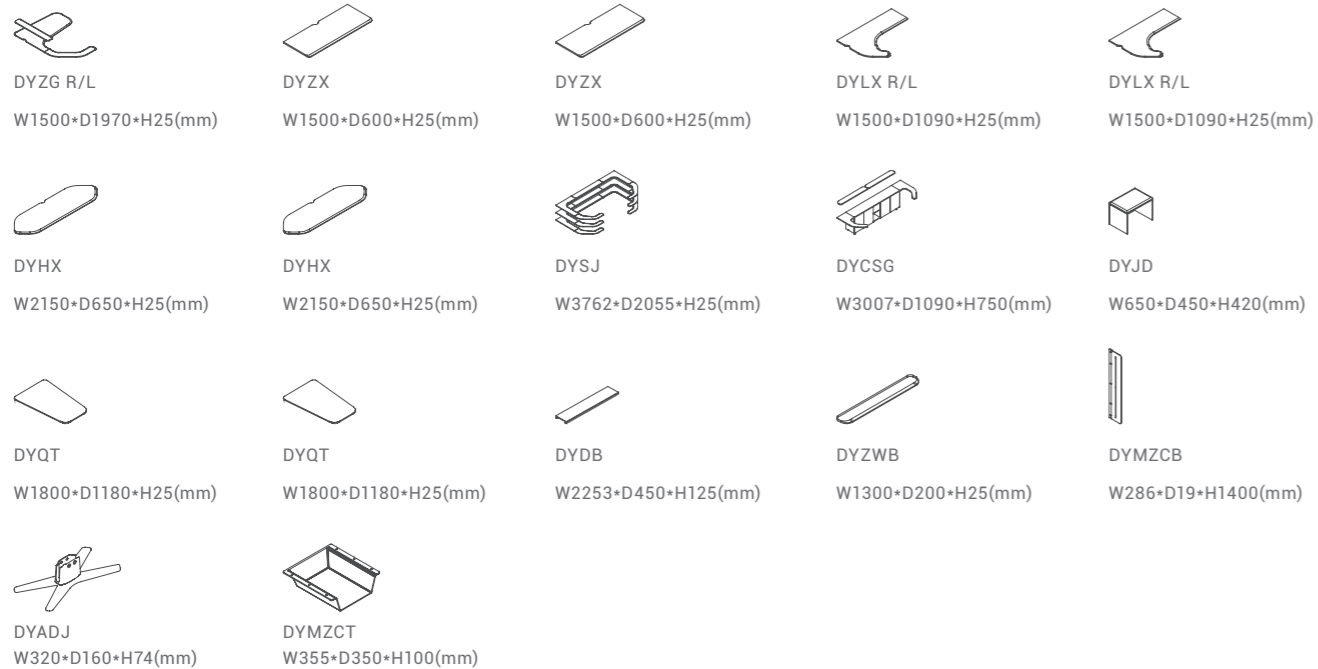 DYZG R/L
W1500*D1970*H25(mm)
DYZX
W1500*D600*H25(mm)
DYZX
W1500*D600*H25(mm)
DYLX R/L
W1500*D1090*H25(mm)
DYLX R/L
W1500*D1090*H25(mm)
DYHX
W2150*D650*H25(mm)
DYHX
W2150*D650*H25(mm)
DYSJ
W3762*D2055*H25(mm)
DYCSG
W3007*D1090*H750(mm)
DYJD
W650*D450*H420(mm)
DYQT
W1800*D1180*H25(mm)
DYQT
W1800*D1180*H25(mm)
DYDB
W2253*D450*H125(mm)
DYZWB
W1300*D200*H25(mm)
DYMZCB
W286*D19*H1400(mm)
DYADJ
W320*D160*H74(mm)
DYMZCT
W355*D350*H100(mm)